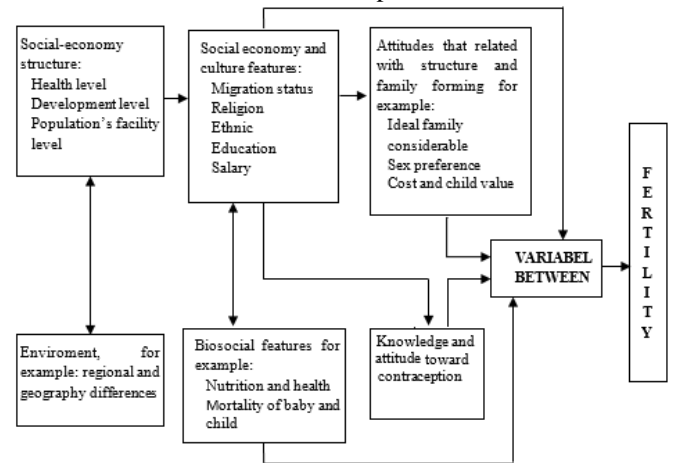 Social-economy
structure:
Health level
Development level
Population's facility
level
Social economy and
culture features:
Migration status
Religion
Ethnic
Education
Salary
Attitudes that related
with structure and
family forming for
example:
Ideal family
considerable
Sex preference
Cost and child value
VARIABEL
BETWEEN
F
E
R
T
I
L
I
T
Y
Enviroment, for
example: regional and
geography differences
Biosocial features for
example:
Nutrition and health
Mortality of baby and
child
Knowledge and
attitude toward
contraception